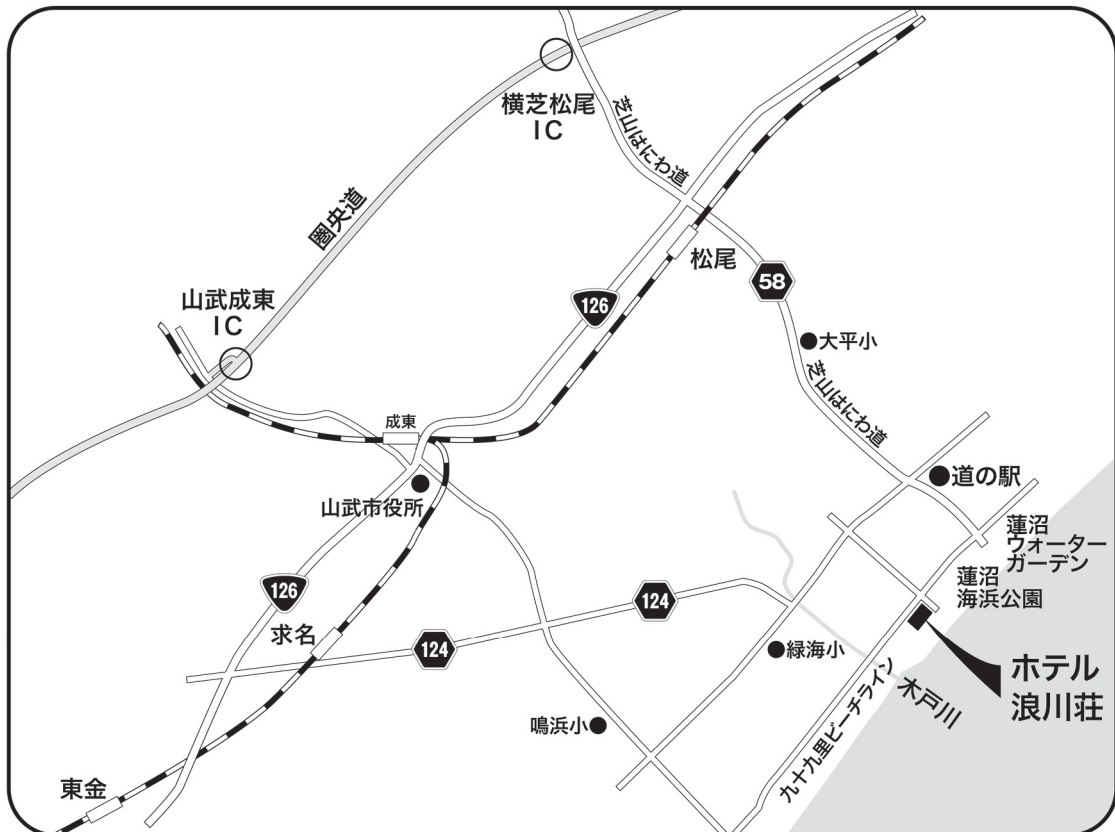 横芝松尾
IC
芝山はにわ道
圏央道
松尾
58
126
山武成東
IC
大平小
芝山はにわ道
成東
道の駅
山武市役所
蓮沼
ウォーター
ガーデン
蓮沼
海浜公園
126
124
求名
124
緑海小
ホテル
浪川荘
木戸川
鳴浜小
九十九里ビーチライン
東金